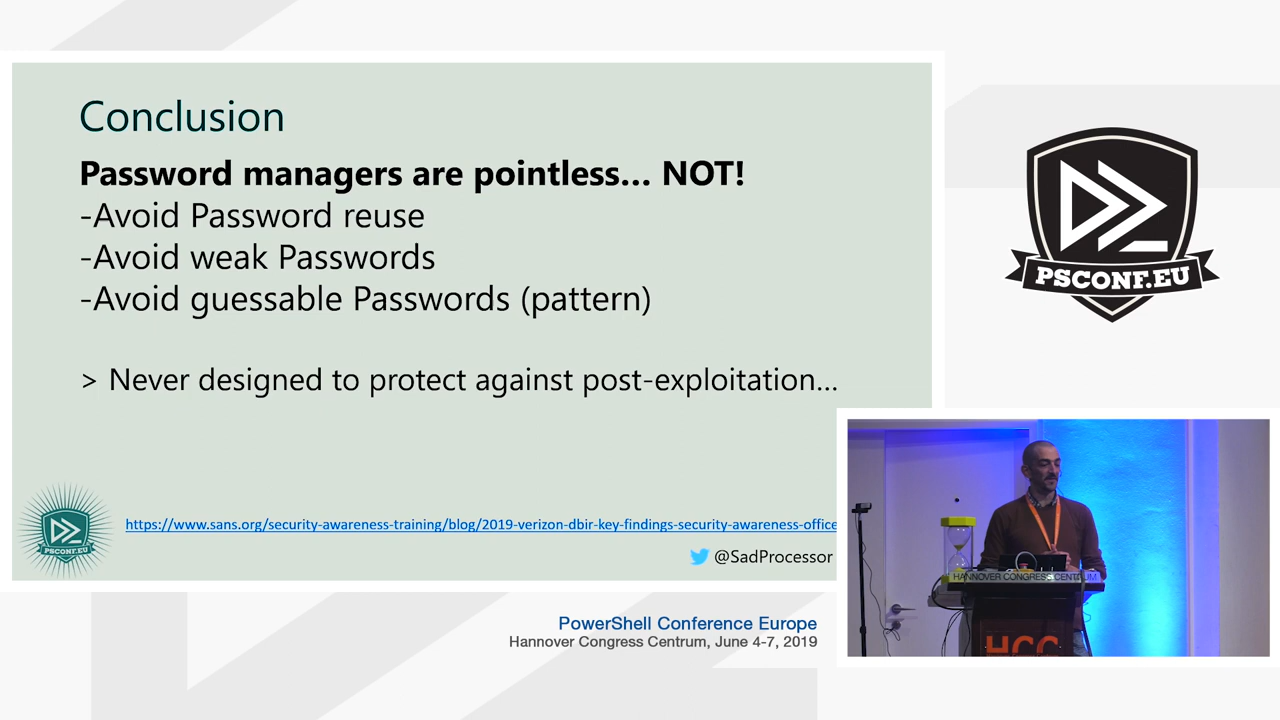 Conclusion
Password managers are pointless... NOT!
-Avoid Password reuse
-Avoid weak Passwords
-Avoid guessable Passwords (pattern)
> Never designed to protect against post-exploitation...
https://www.sans.org/security-awareness-training/blog/2019-verizon-dbir-key-findings-security-awareness-office
@SadProcessor
PSCONF.EU
PSCONF.EU
HANNOVER CONGRESS CENTRUM
HCC
PowerShell Conference Europe
Hannover Congress Centrum, June 4-7, 2019